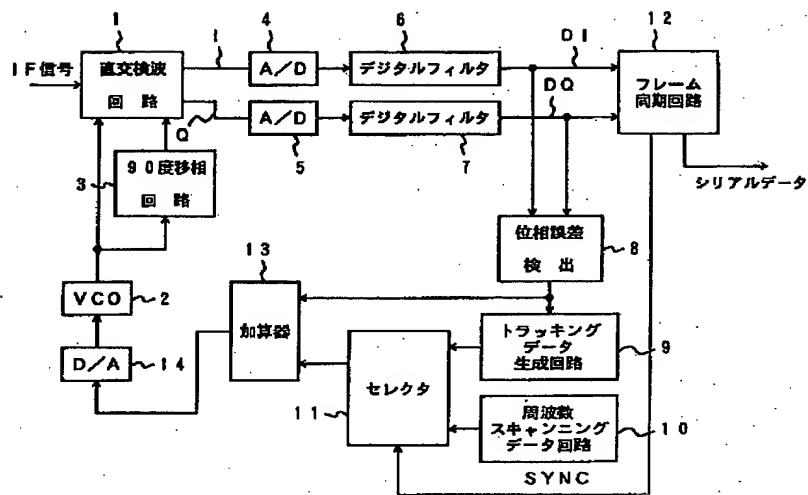 1
4
6
12
IF信号
直交検波
回路
I
A/D
デジタルフィルタ
DI
フレーム
同期回路
Q
A/D
デジタルフィルタ
DQ
5
7
シリアルデータ
3
90度移相
回路
位相誤差
検出
8
13
VCO
2
加算器
トラッキング
データ
生成回路
9
D/A
14
セレクタ
11
周波数
スキャンニング
データ回路
10
SYNC